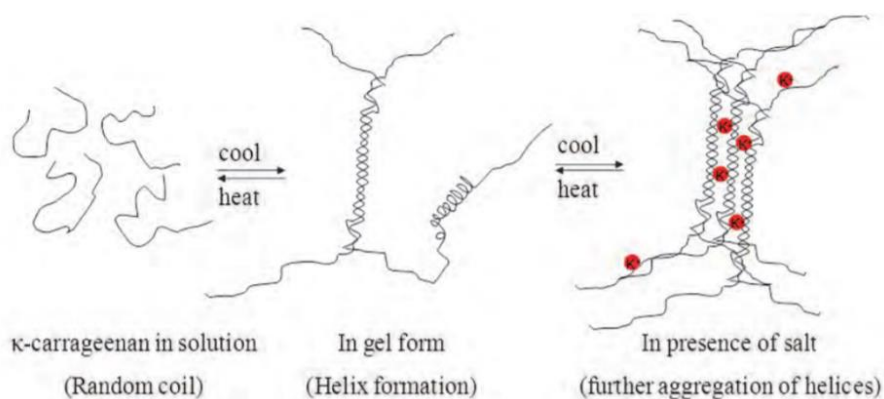 cool
heat
cool
heat
K⁺
K⁺
K⁺
K⁺
K⁺
K⁺
κ-carrageenan in solution
(Random coil)
In gel form
(Helix formation)
In presence of salt
(further aggregation of helices)